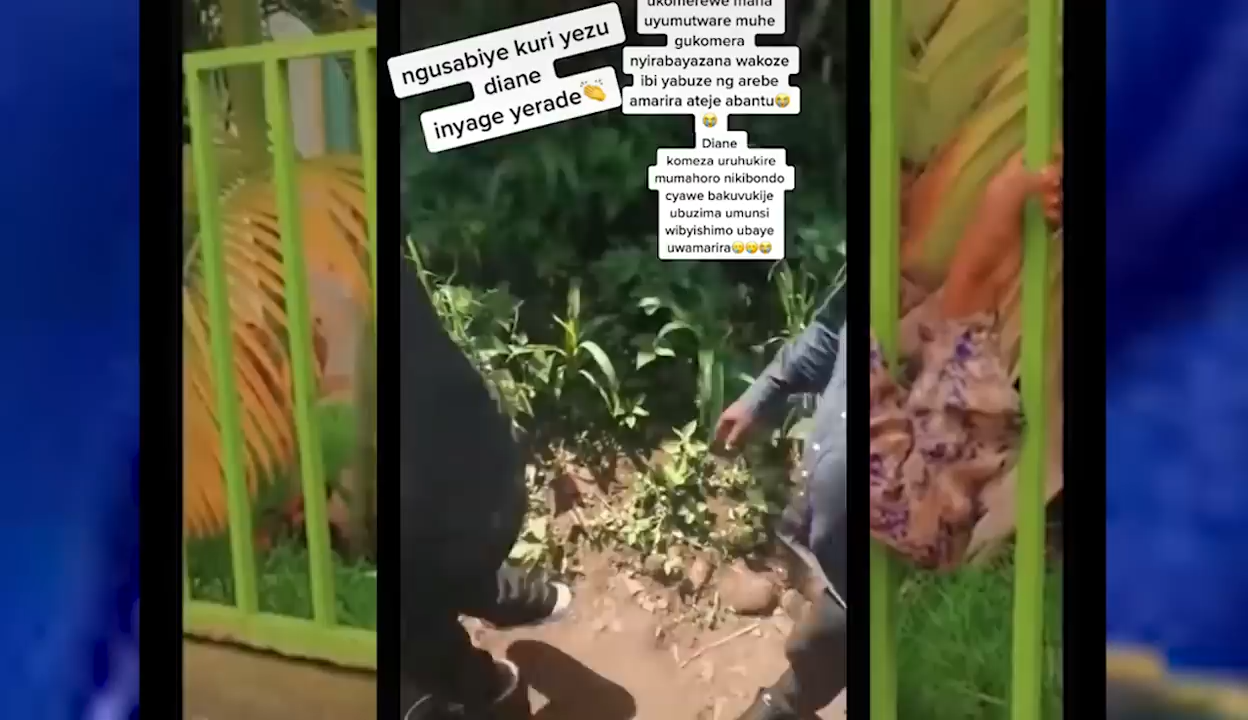 ngusabiye kuri yezu
diane
inyage yerade👏
ukomerewe mana
uyumutware muhe
gukomera
nyirabayazana wakoze
ibi yabuze ng arebe
amarira ateje abantu😭
😭
Diane
komeza uruhukire
mumahoro nikibondo
cyawe bakuvukije
ubuzima umunsi
wibyishimo ubaye
uwamarira😥😥😭